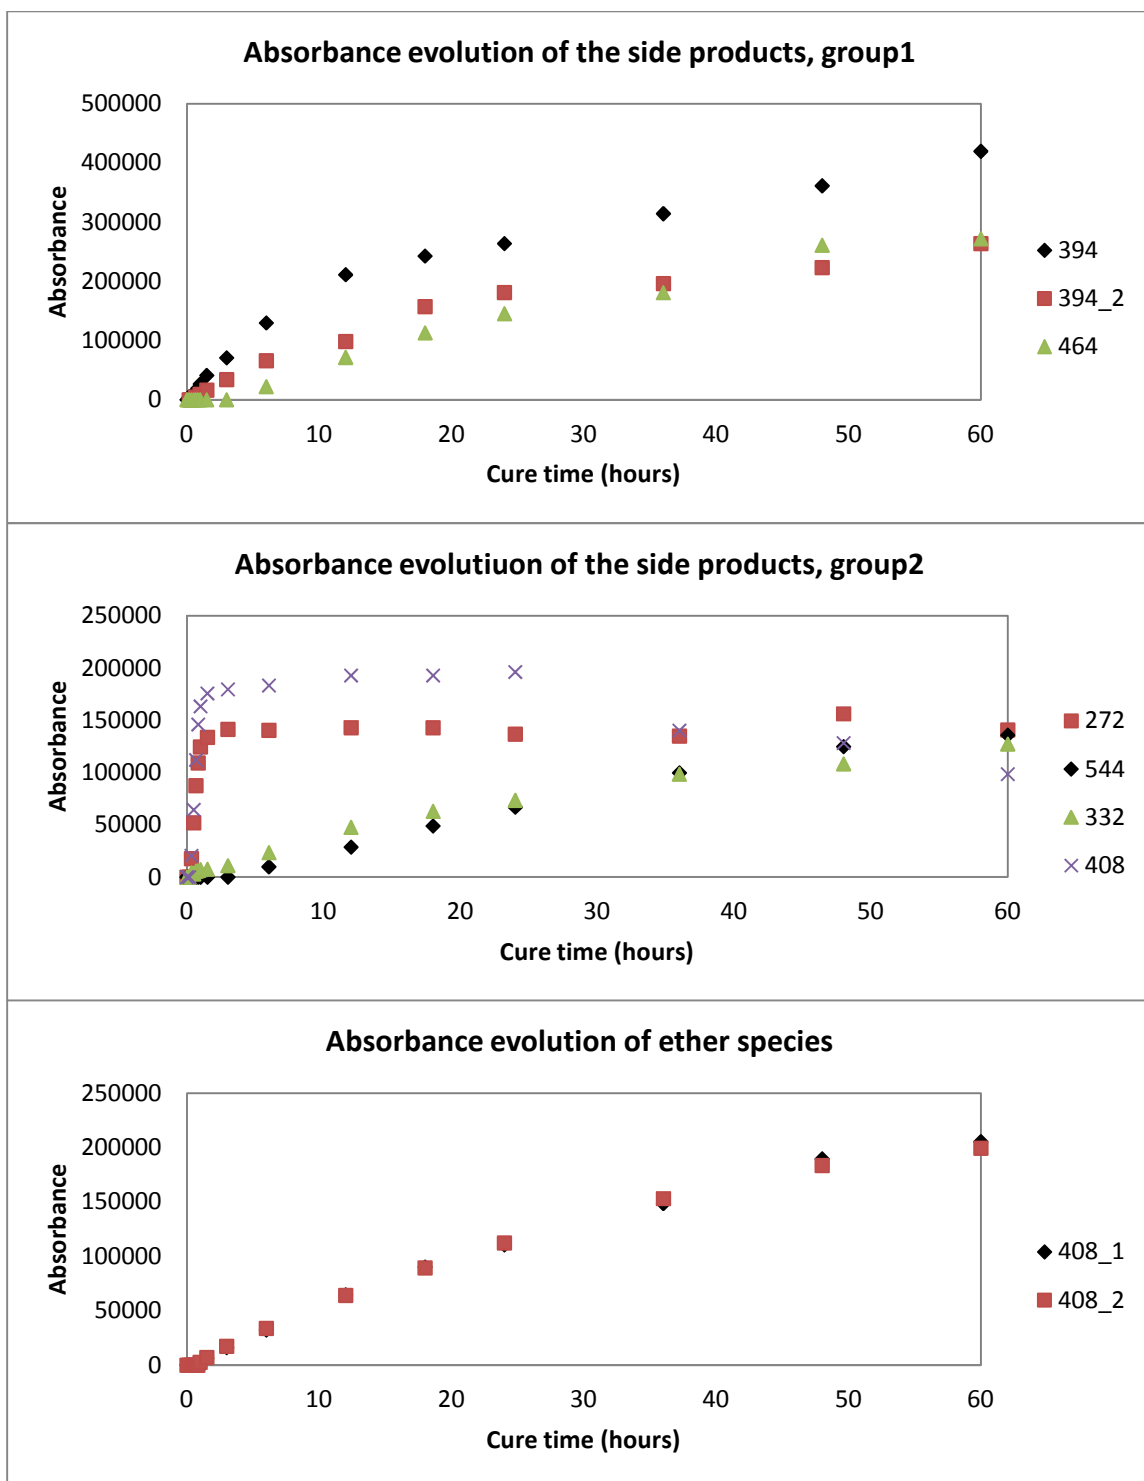 Absorbance evolution of the side products, group1
500000
400000
300000
200000
100000
0
Absorbance
0 10 20 30 40 50 60
Cure time (hours)
394
394_2
464
Absorbance evolutiuon of the side products, group2
250000
200000
150000
100000
50000
0
Absorbance
0 10 20 30 40 50 60
Cure time (hours)
272
544
332
408
Absorbance evolution of ether species
250000
200000
150000
100000
50000
0
Absorbance
0 10 20 30 40 50 60
Cure time (hours)
408_1
408_2